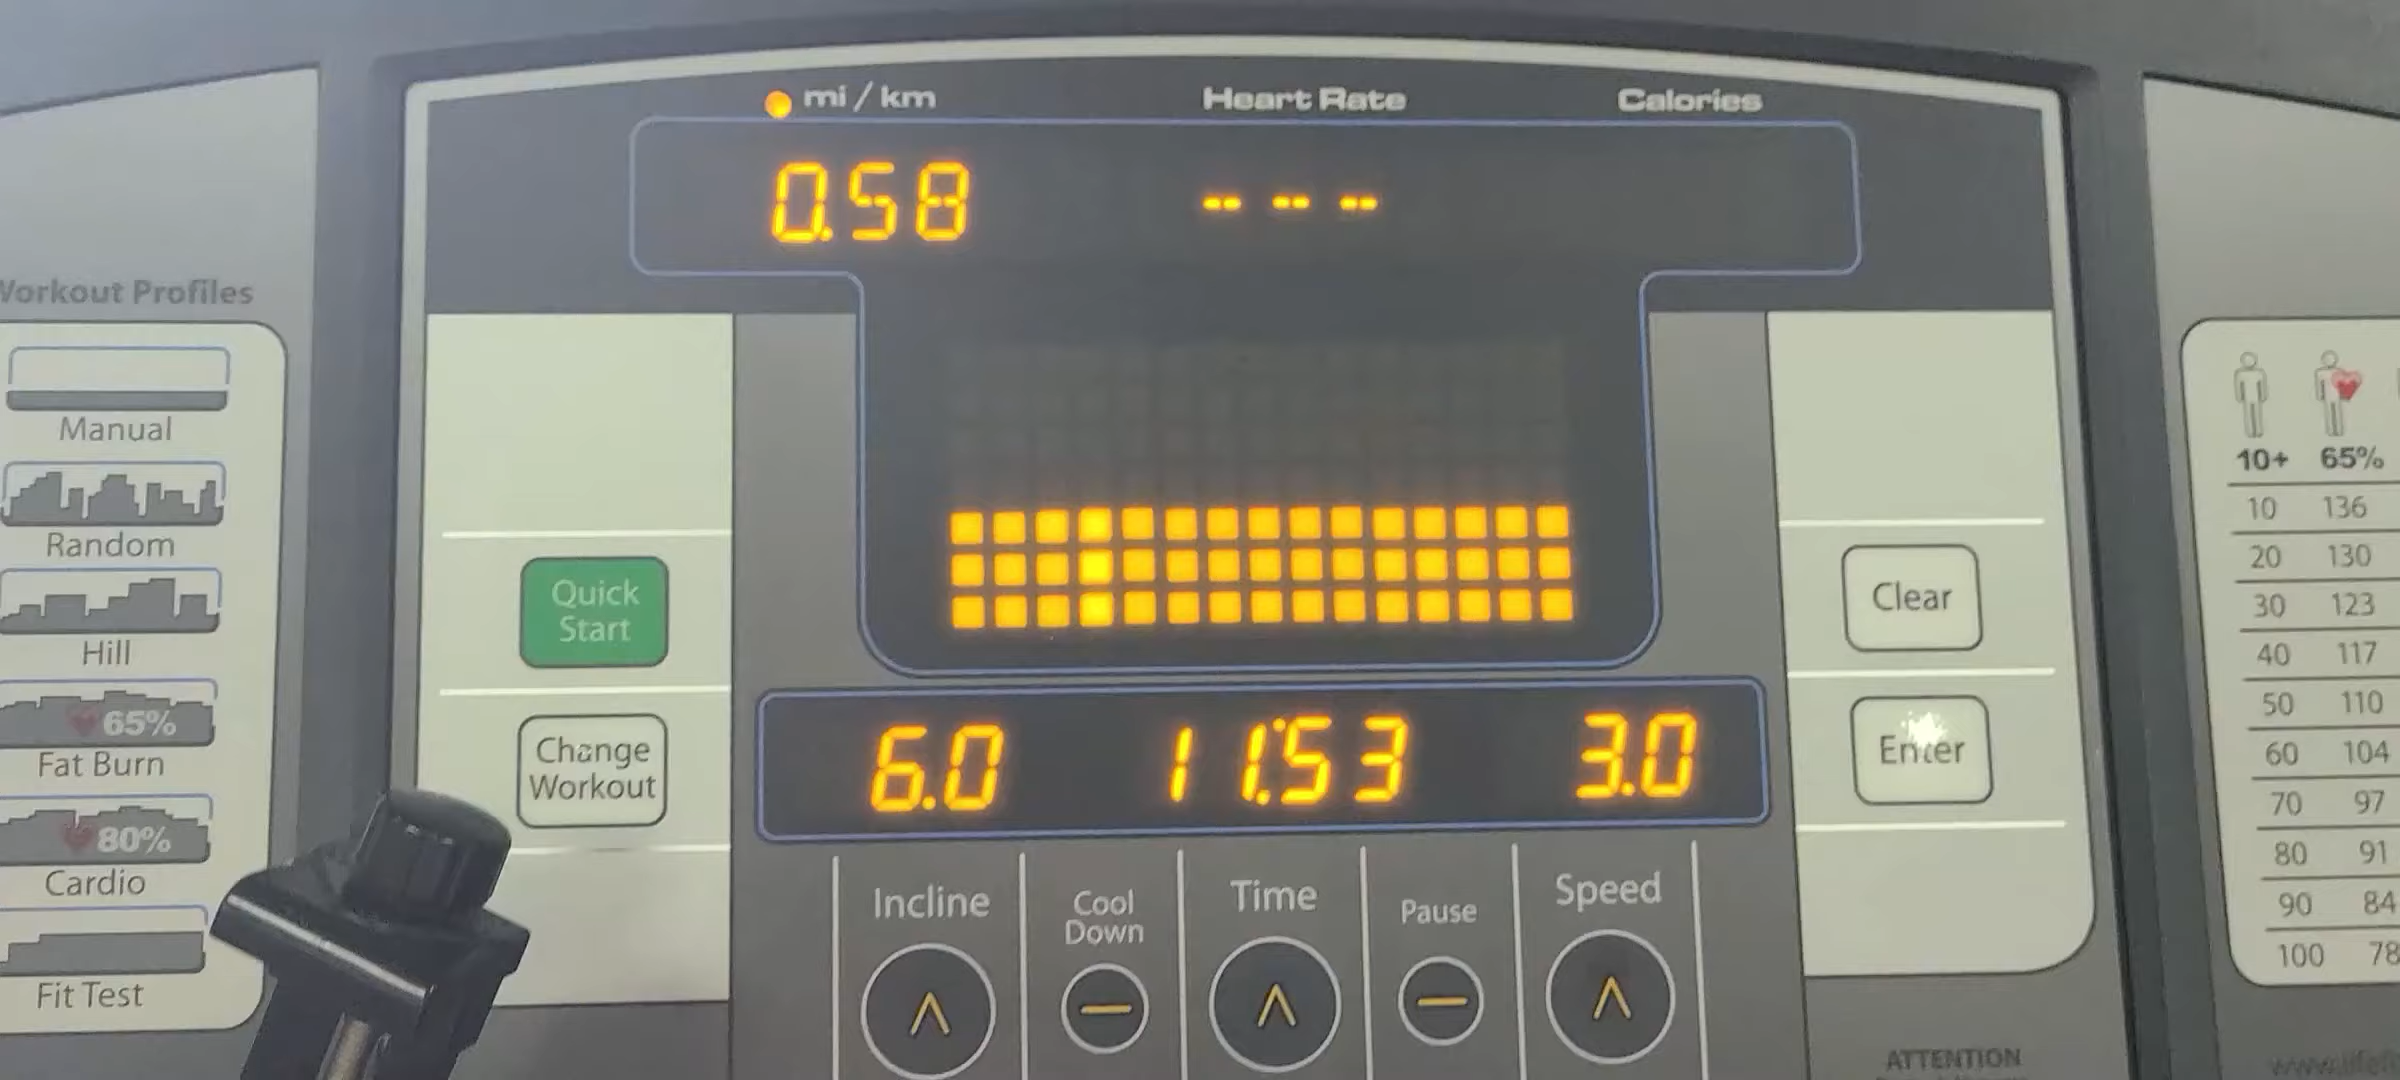 mi / km Heart Rate Calories
0.58 -- -- --
Workout Profiles
Manual
Random
Hill
65%
Fat Burn
80%
Cardio
Fit Test
Quick
Start
Change
Workout
6.0 11:53 3.0
Incline
Cool
Down
Time
Pause
Speed
Clear
Enter
10+ 65%
10 136
20 130
30 123
40 117
50 110
60 104
70 97
80 91
90 84
100 78
ATTENTION